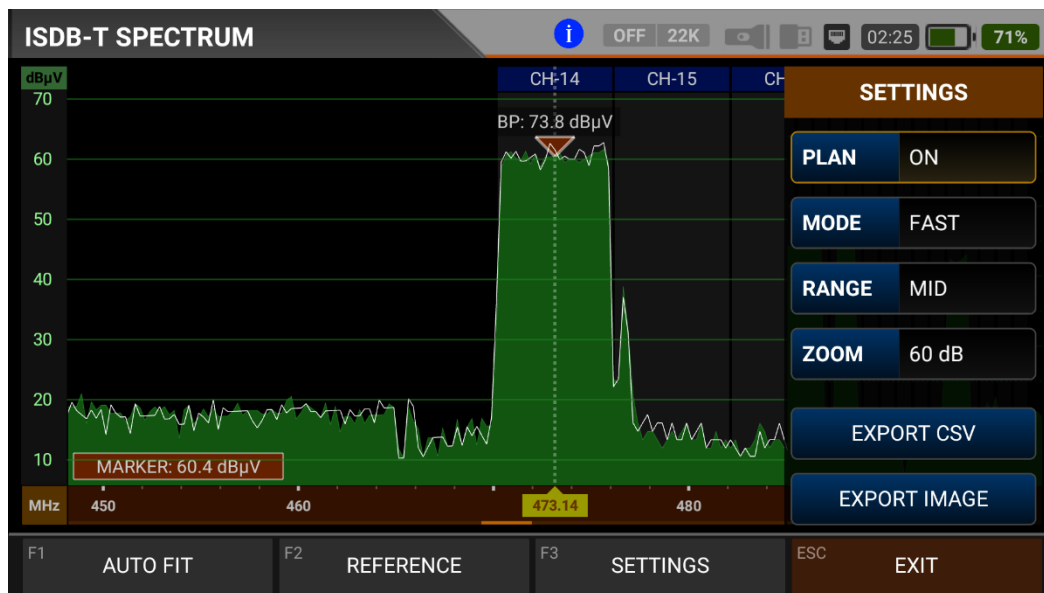 ISDB-T SPECTRUM
i
OFF 22K
02:25
71%
dBμV
CH-14
CH-15
CH
SETTINGS
70
BP: 73.8 dBμV
60
PLAN ON
50
MODE FAST
40
RANGE MID
30
ZOOM 60 dB
20
EXPORT CSV
10
MARKER: 60.4 dBμV
EXPORT IMAGE
MHz 450 460 473.14 480
F1 AUTO FIT
F2 REFERENCE
F3 SETTINGS
ESC EXIT